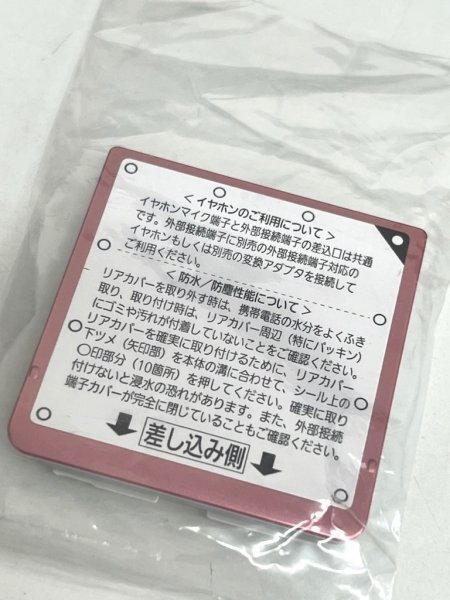 ＜イヤホンのご利用について＞
イヤホンマイク端子と外部接続端子の差込口は共通
です。外部接続端子に別売の外部接続端子対応の
イヤホンもしくは別売の変換アダプタを接続して
ご利用ください。
＜防水／防塵性能について＞
リアカバーを取り外す時は、携帯電話の水分をよくふき
取り、取り付け時は、リアカバー周辺（特にパッキン）
にゴミや汚れが付着していないことをご確認ください。
リアカバーを確実に取り付けるために、リアカバー
下ツメ（矢印部）を本体の溝に合わせて、シール上の
○印部分（10箇所）を押してください。確実に取り
付けないと浸水の恐れがあります。また、外部接続
端子カバーが完全に閉じていることもご確認ください。
差し込み側